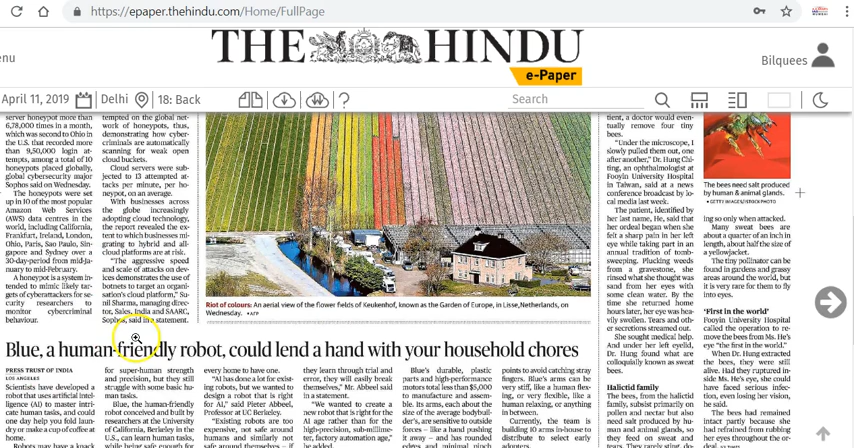 https://epaper.thehindu.com/Home/FullPage
THE HINDU
e-Paper
enu
Bilquees
April 11, 2019
Delhi
18: Back
Search
server honeypot more than
6,78,000 times in a month,
which was second to Ohio in
the U.S. that recorded more
than 9,50,000 login at-
tempts, among a total of 10
honeypots placed globally,
global cybersecurity major
Sophos said on Wednesday.
The honeypots were set
up in 10 of the most popular
Amazon Web Services
(AWS) data centres in the
world, including California,
Frankfurt, Ireland, London,
Ohio, Paris, Sao Paulo, Sin-
gapore and Sydney over a
30-day period from mid-Ja-
nuary to mid-February.
A honeypot is a system in-
tended to mimic likely tar-
gets of cyberattackers for se-
curity researchers to
monitor cybercriminal
behaviour.
tempted on the global net-
work of honeypots, thus,
demonstrating how cyber-
criminals are automatically
scanning for weak open
cloud buckets.
Cloud servers were sub-
jected to 13 attempted at-
tacks per minute, per ho-
neypot, on an average.
With businesses across
the globe increasingly
adopting cloud technology,
the report revealed the ex-
tent to which businesses mi-
grating to hybrid and all-
cloud platforms are at risk.
"The aggressive speed
and scale of attacks on dev-
ices demonstrates the use of
botnets to target an organi-
sation's cloud platform," Su-
nil Sharma, managing direc-
tor, Sales, India and SAARC,
Sophos, said in a statement.
Riot of colours: An aerial view of the flower fields of Keukenhof, known as the Garden of Europe, in Lisse,Netherlands, on
Wednesday. • AFP
tient, a doctor would even-
tually remove four tiny
bees.
"Under the microscope, I
slowly pulled them out, one
after another," Dr. Hung Chi-
ting, an ophthalmologist at
Fooyin University Hospital
in Taiwan, said at a news
conference broadcast by lo-
cal media last week.
The patient, identified by
her last name, He, said that
her ordeal began when she
felt a sharp pain in her left
eye while taking part in an
annual tradition of tomb-
sweeping. Plucking weeds
from a gravestone, she
rinsed what she thought was
sand from her eyes with
some clean water. By the
time she returned home
hours later, her eye was hea-
vily swollen. Tears and oth-
er secretions streamed out.
She sought medical help.
And under her left eyelid,
Dr. Hung found what are
colloquially known as sweat
bees.
Halictid family
The bees, from the halictid
family, subsist primarily on
pollen and nectar but also
need salt produced by hu-
man and animal glands, so
they feed on sweat and
tears. They rarely sting, do-
The bees need salt produced
by human & animal glands.
• GETTY IMAGES/ISTOCK PHOTO
ing so only when attacked.
Many sweat bees are
about a quarter of an inch in
length, about half the size of
a yellowjacket.
The tiny pollinator can be
found in gardens and grassy
areas around the world, but
it is very rare for them to fly
into eyes.
'First in the world'
Fooyin University Hospital
called the operation to re-
move the bees from Ms. He's
eye "the first in the world."
When Dr. Hung extracted
the bees, they were still
alive. Had they ruptured in-
side Ms. He's eye, she could
have faced serious infec-
tion, even losing her vision,
he said.
The bees had remained
intact partly because she
had refrained from rubbing
her eyes throughout the or-
Blue, a human-friendly robot, could lend a hand with your household chores
PRESS TRUST OF INDIA
LOS ANGELES
Scientists have developed a
robot that uses artificial intel-
ligence (AI) to master intri-
cate human tasks, and could
one day help you fold laun-
dry or make a cup of coffee at
home.
Robots may have a knack
for super-human strength
and precision, but they still
struggle with some basic hu-
man tasks.
Blue, the human-friendly
robot conceived and built by
researchers at the University
of California, Berkeley in the
U.S., can learn human tasks,
while being safe enough for
every home to have one.
"AI has done a lot for exist-
ing robots, but we wanted to
design a robot that is right
for AI," said Pieter Abbeel,
Professor at UC Berkeley.
"Existing robots are too
expensive, not safe around
humans and similarly not
safe around themselves – if
they learn through trial and
error, they will easily break
themselves," Mr. Abbeel said
in a statement.
"We wanted to create a
new robot that is right for the
AI age rather than for the
high-precision, sub-millime-
ter, factory automation age,"
he added.
Blue's durable, plastic
parts and high-performance
motors total less than $5,000
to manufacture and assem-
ble. Its arms, each about the
size of the average bodybuil-
der's, are sensitive to outside
forces – like a hand pushing
it away – and has rounded
points to avoid catching stray
fingers. Blue's arms can be
very stiff, like a human flex-
ing, or very flexible, like a
human relaxing, or anything
in between.
Currently, the team is
building 10 arms in-house to
distribute to select early
adopters.